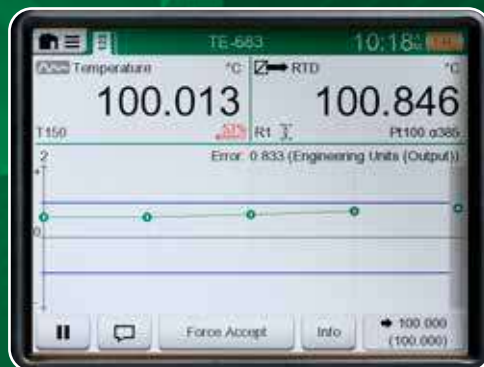 TE-683 10:18
Temperature °C RTD °C
100.013 100.846
T150 R1 Pt100 α385
2 Error: 0.833 (Engineering Units (Output))
0
Force Accept Info 100.000
(100.000)